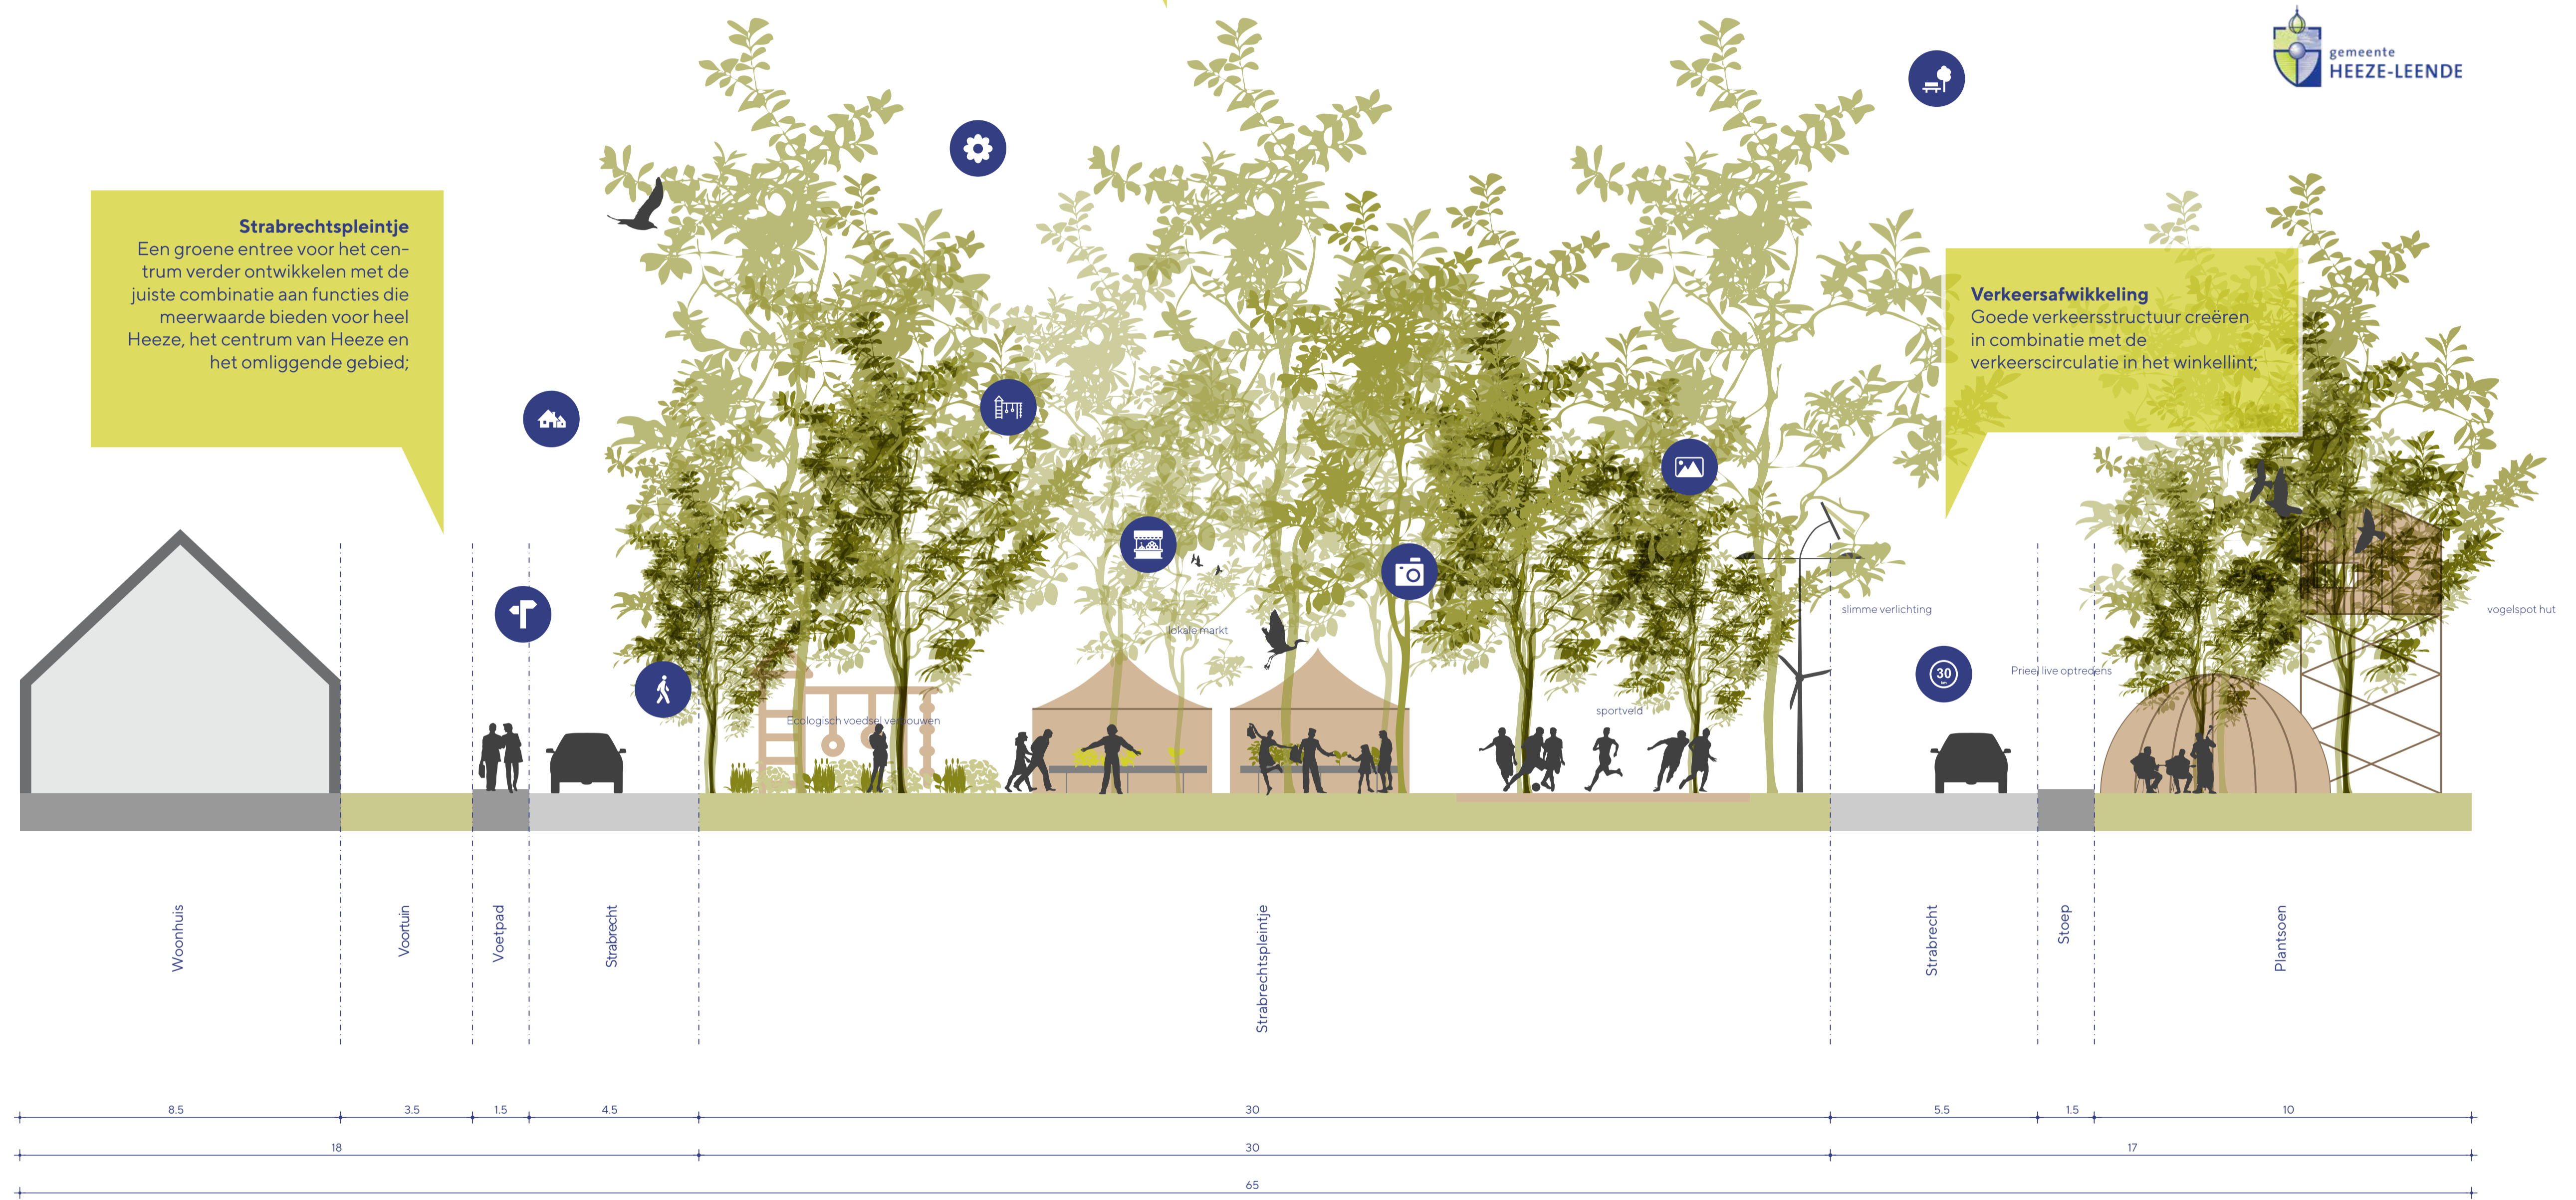 gemeente
HEEZE-LEENDE
Strabrechtspleintje
Een groene entree voor het cen-
trum verder ontwikkelen met de
juiste combinatie aan functies die
meerwaarde bieden voor heel
Heeze, het centrum van Heeze en
het omliggende gebied;
Verkeersafwikkeling
Goede verkeersstructuur creëren
in combinatie met de
verkeerscirculatie in het winkellint;
slimme verlichting
vogelspot hut
lokale markt
30
km
Prieel live optredens
Ecologisch voedsel verbouwen
sportveld
Woonhuis
Voortuin
Voetpad
Strabrecht
Strabrechtspleintje
Strabrecht
Stoep
Plantsoen
8.5 3.5 1.5 4.5 30 5.5 1.5 10
18 30 17
65